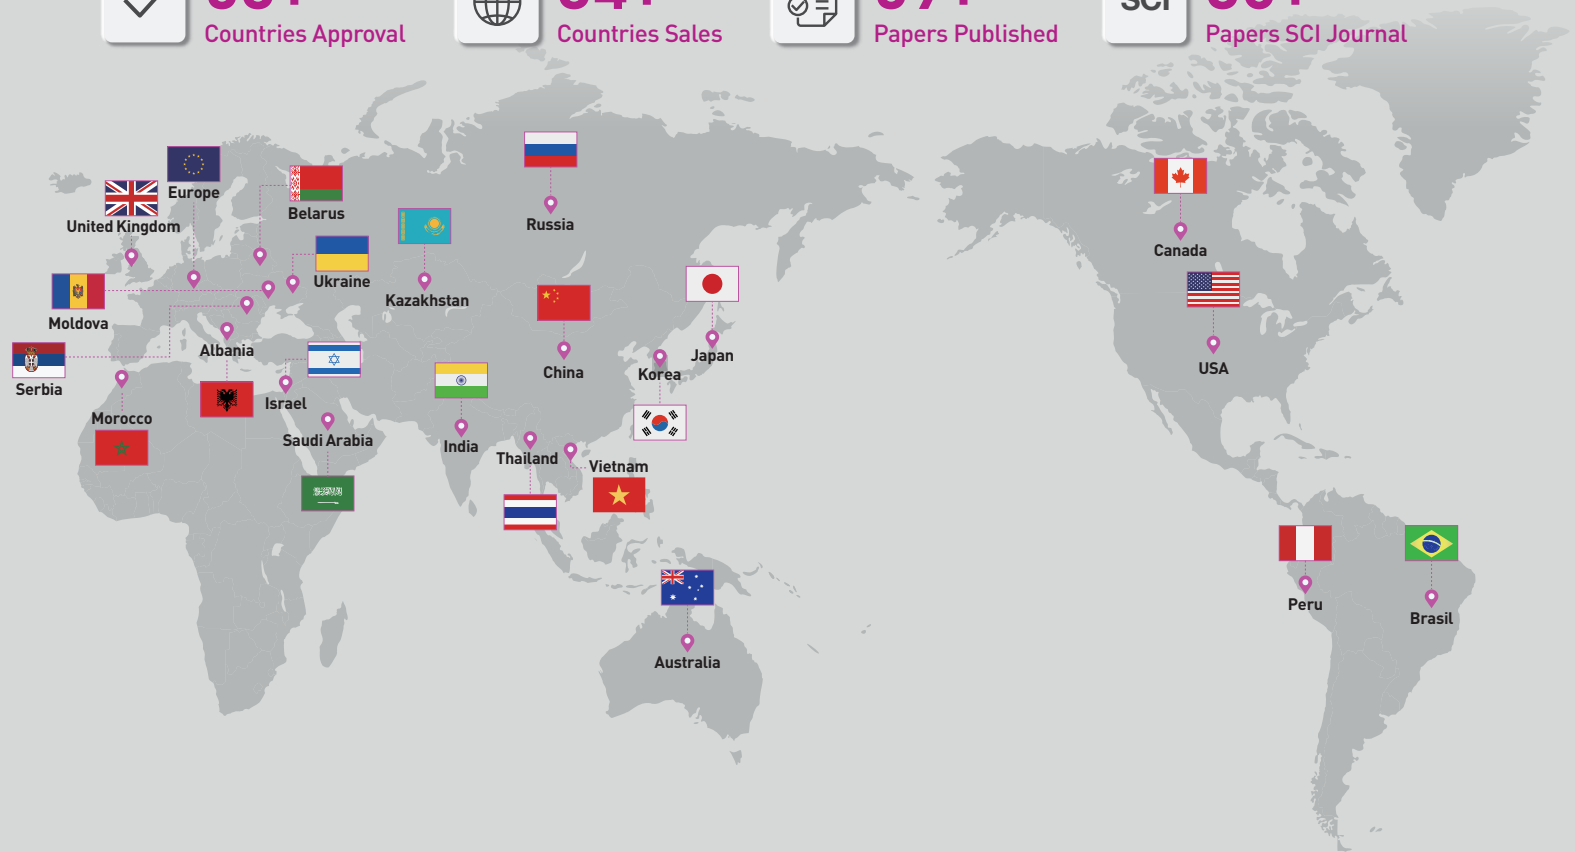 Countries Approval
Countries Sales
Papers Published
SCI
Papers SCI Journal
Europe
United Kingdom
Belarus
Russia
Canada
Ukraine
Kazakhstan
Moldova
Albania
Japan
China
Korea
USA
Serbia
Israel
Morocco
Saudi Arabia
India
Thailand
Vietnam
Peru
Brasil
Australia